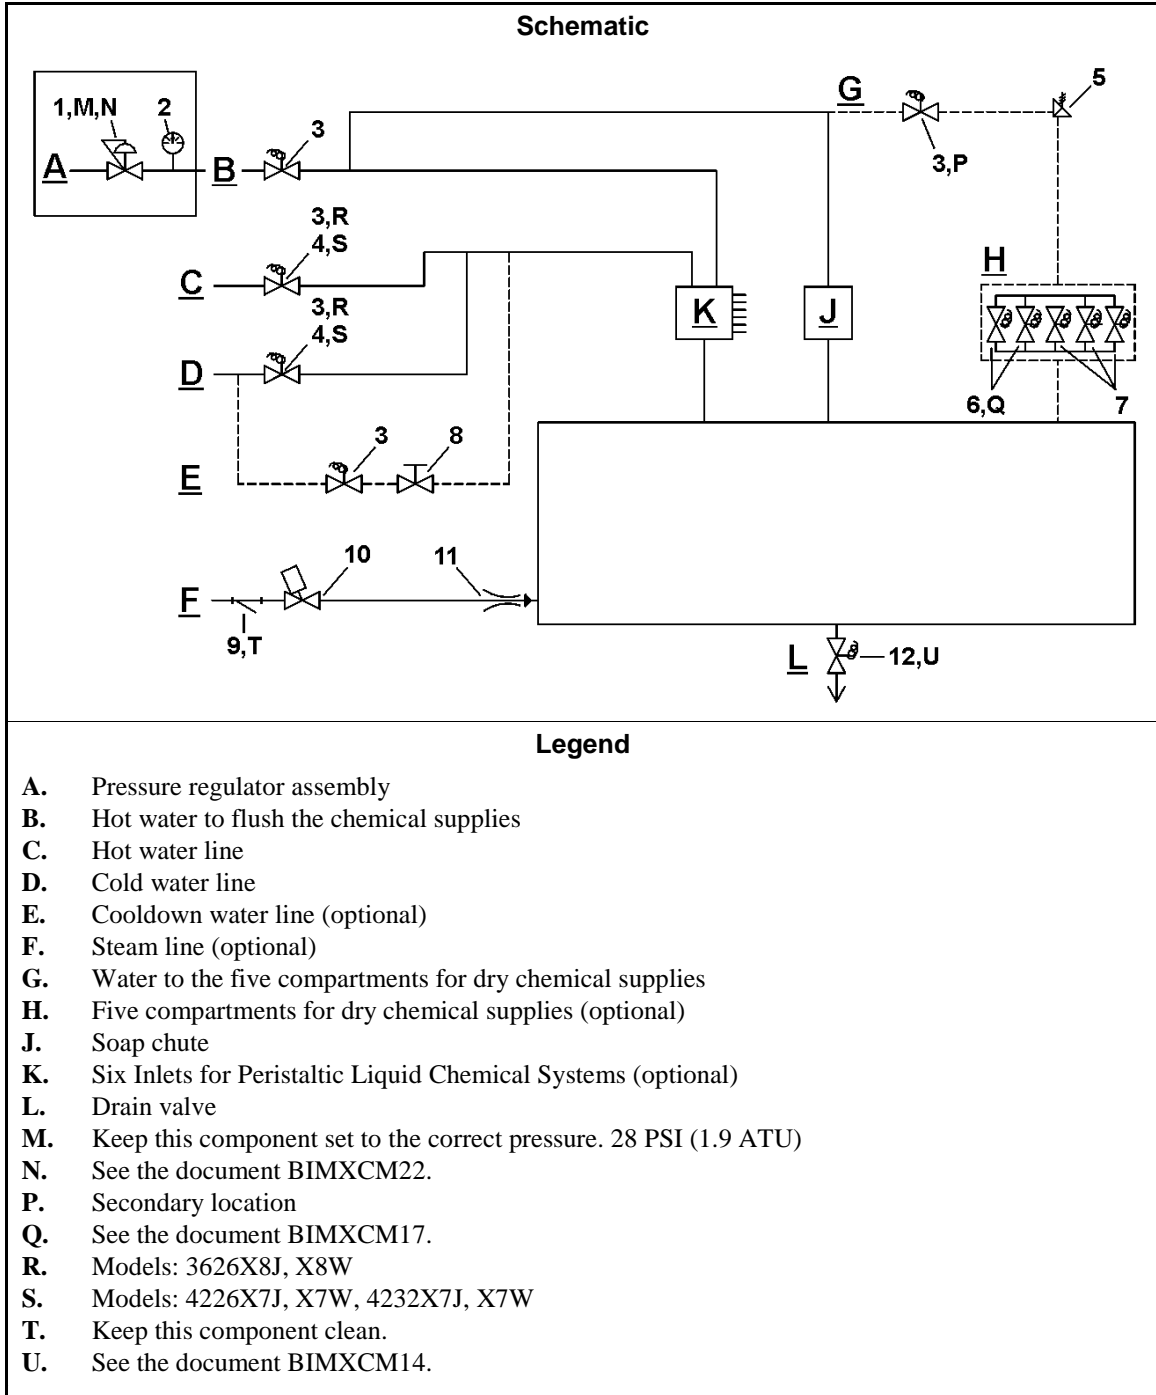 Schematic
1,M,N
2
A
B
3
G
5
3,P
3,R
4,S
C
H
K
J
3,R
4,S
D
6,Q
7
3
8
E
10
11
F
9,T
L
12,U
Legend
A. Pressure regulator assembly
B. Hot water to flush the chemical supplies
C. Hot water line
D. Cold water line
E. Cooldown water line (optional)
F. Steam line (optional)
G. Water to the five compartments for dry chemical supplies
H. Five compartments for dry chemical supplies (optional)
J. Soap chute
K. Six Inlets for Peristaltic Liquid Chemical Systems (optional)
L. Drain valve
M. Keep this component set to the correct pressure. 28 PSI (1.9 ATU)
N. See the document BIMXCM22.
P. Secondary location
Q. See the document BIMXCM17.
R. Models: 3626X8J, X8W
S. Models: 4226X7J, X7W, 4232X7J, X7W
T. Keep this component clean.
U. See the document BIMXCM14.